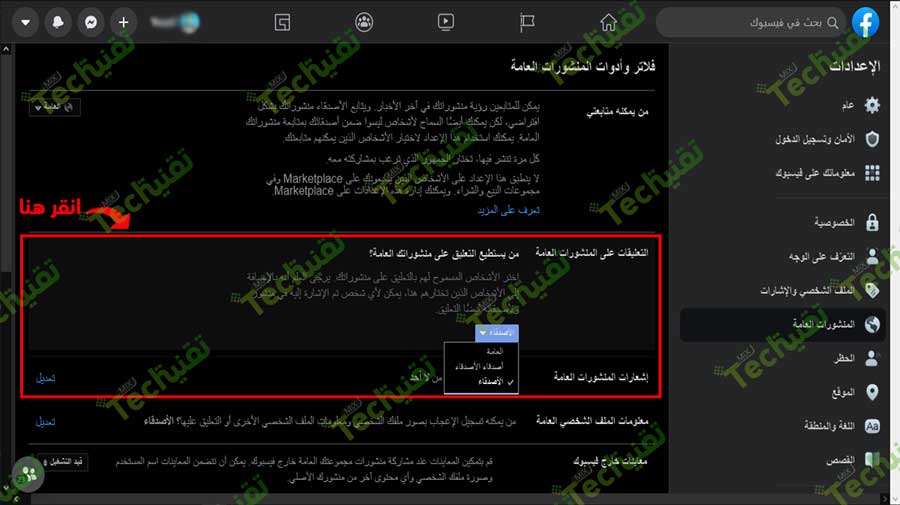 بحث في فيسبوك
الإعدادات
عام
الأمان وتسجيل الدخول
معلوماتك على فيسبوك
الخصوصية
التعرّف على الوجه
الملف الشخصي والإشارات
المنشورات العامة
الحظر
الموقع
اللغة والمنطقة
القصص
فلاتر وأدوات المنشورات العامة
من يمكنه متابعتي
العامة
يمكن للمتابعين رؤية منشوراتك في آخر الأخبار. ويتابع الأصدقاء منشوراتك بشكل
افتراضي، لكن يمكنك أيضًا السماح لأشخاص ليسوا ضمن أصدقائك بمتابعة منشوراتك
العامة. يمكنك استخدام هذا الإعداد لاختيار الأشخاص الذين يمكنهم متابعتك.
كل مرة تنشر فيها، تختار الجمهور الذي ترغب بمشاركته معه.
لا ينطبق هذا الإعداد على الأشخاص الذين يتابعونك على Marketplace وفي
مجموعات البيع والشراء. ويمكنك إدارة هذه الإعدادات على Marketplace.
تعرف على المزيد
انقر هنا
التعليقات على المنشورات العامة
من يستطيع التعليق على منشوراتك العامة؟
اختر الأشخاص المسموح لهم بالتعليق على منشوراتك. يرجى العلم أنه بالإضافة
إلى الأشخاص الذين تختارهم هنا، يمكن لأي شخص تم الإشارة إليه في منشور
وأصدقائه أيضًا التعليق.
الأصدقاء
العامة
أصدقاء الأصدقاء
الأصدقاء
إشعارات المنشورات العامة
من لا أحد
تعديل
معلومات الملف الشخصي العامة
من يمكنه تسجيل الإعجاب بصور ملفك الشخصي ومعلومات الملف الشخصي الأخرى أو التعليق عليها؟ الأصدقاء
تعديل
معاينات خارج فيسبوك
قيد التشغيل
قم بتمكين المعاينات عند مشاركة منشورات مجموعتك العامة خارج فيسبوك. يمكن أن تتضمن المعاينات اسم المستخدم
وصورة ملفك الشخصي وأي محتوى آخر من منشورك الأصلي.
تقني Techni MIX